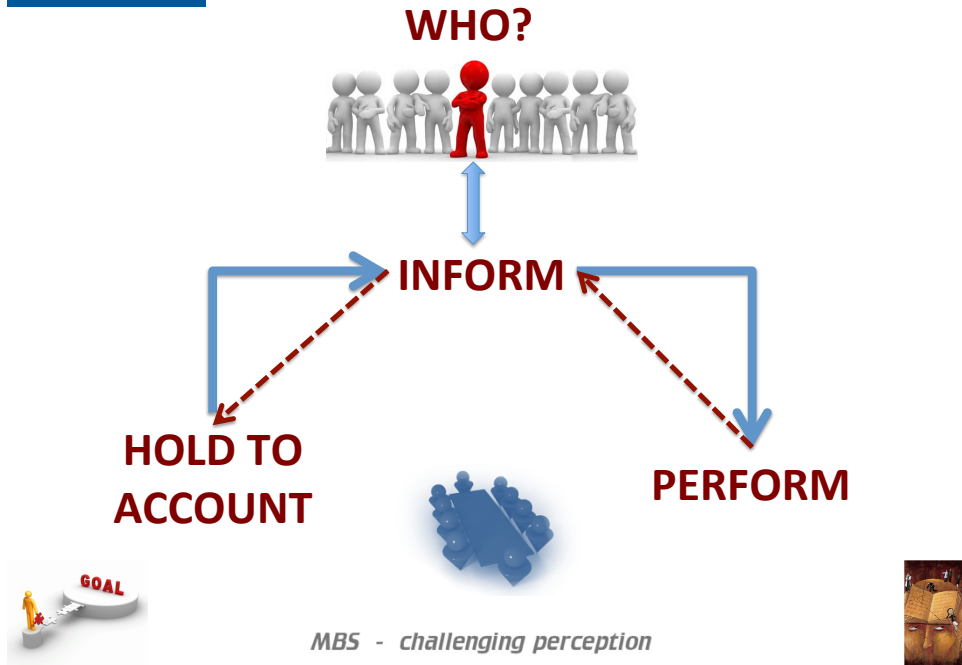 WHO?
INFORM
HOLD TO
ACCOUNT
PERFORM
GOAL
MBS - challenging perception